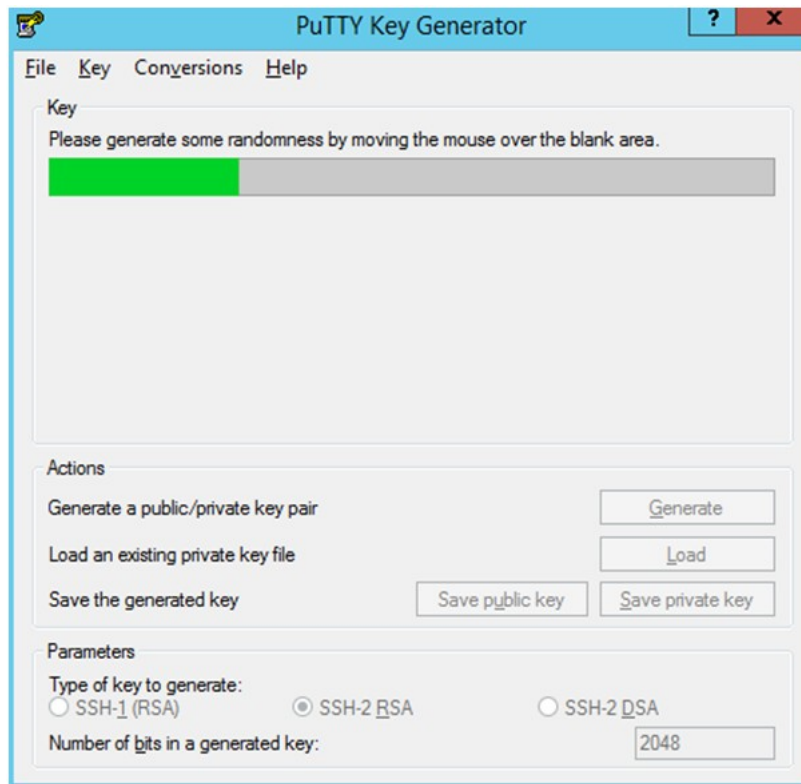 PuTTY Key Generator
? x
File Key Conversions Help
Key
Please generate some randomness by moving the mouse over the blank area.
Actions
Generate a public/private key pair Generate
Load an existing private key file Load
Save the generated key Save public key Save private key
Parameters
Type of key to generate:
SSH-1 (RSA) SSH-2 RSA SSH-2 DSA
Number of bits in a generated key: 2048